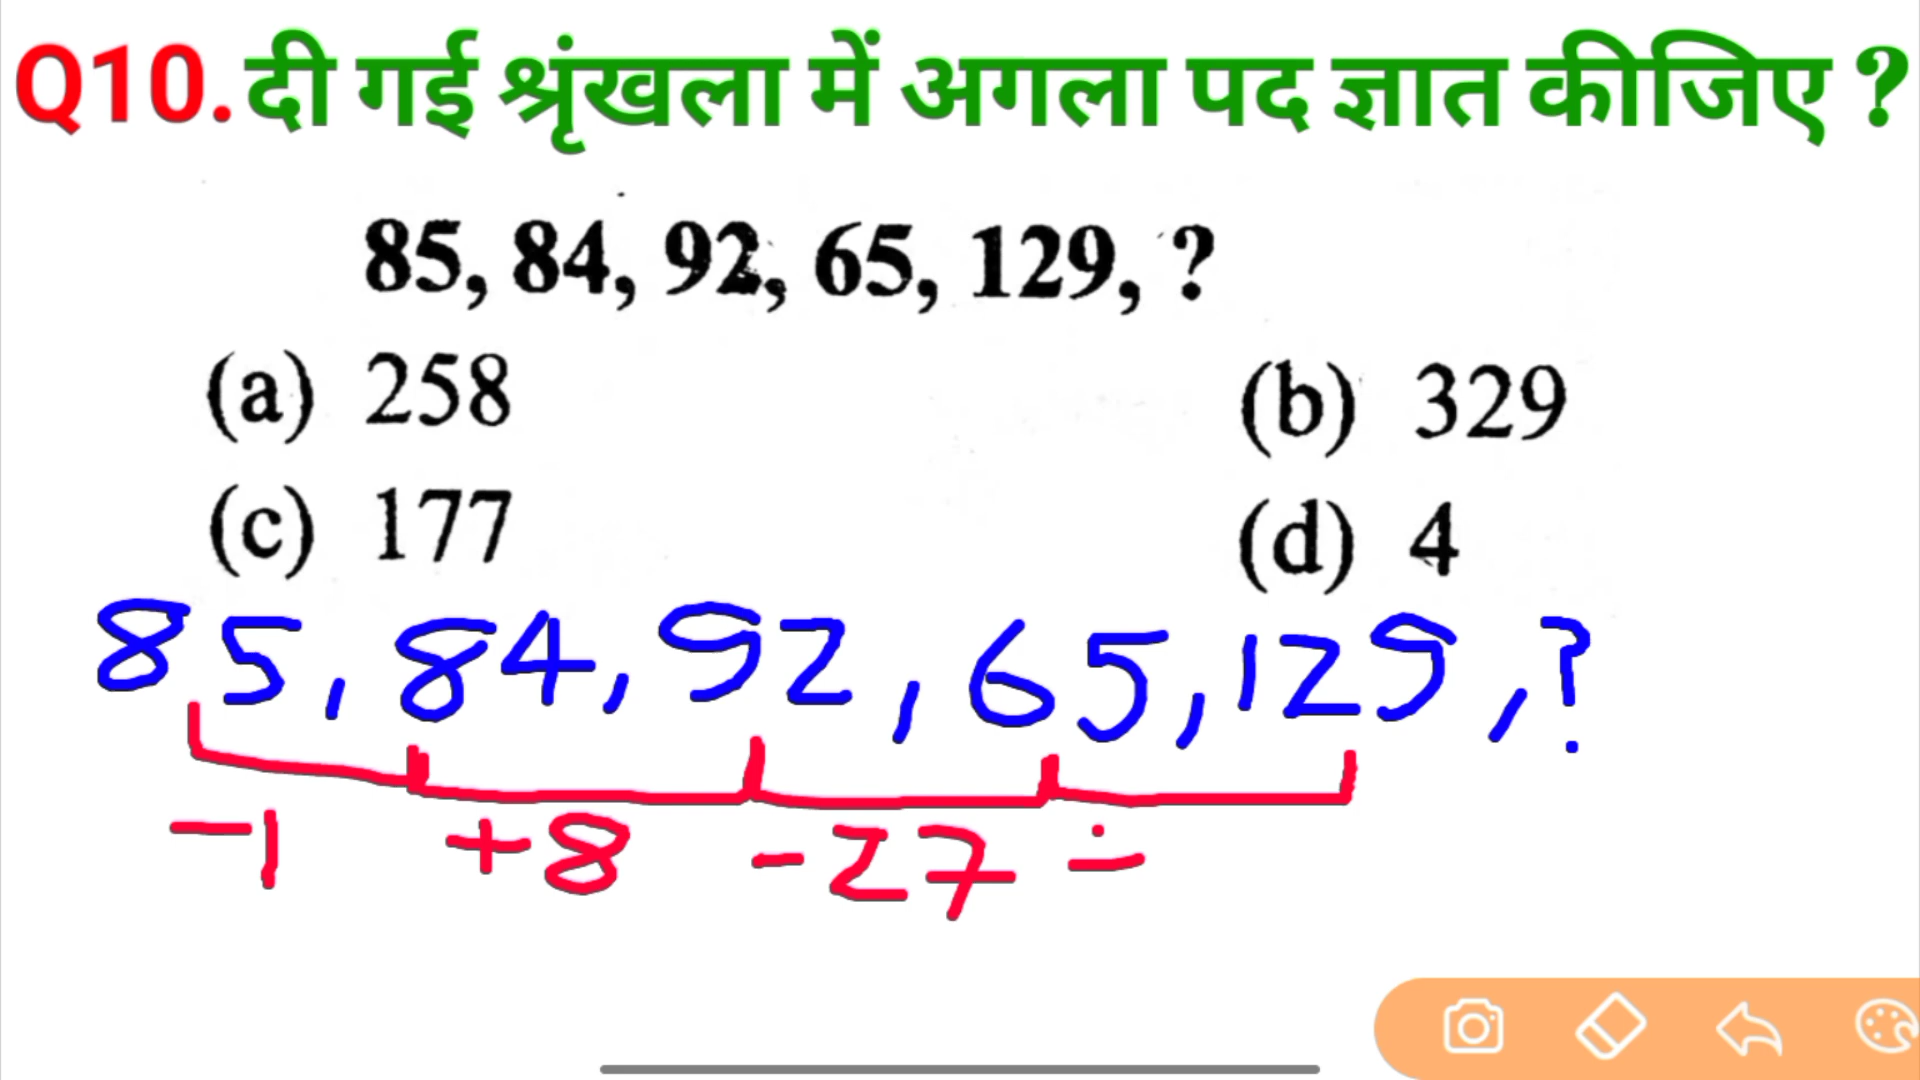 Q10.दी गई श्रृंखला में अगला पद ज्ञात कीजिए ?
85, 84, 92, 65, 129, ?
(a) 258
(b) 329
(c) 177
(d) 4
85, 84, 92, 65, 129, ?
-1 +8 -27 ∸